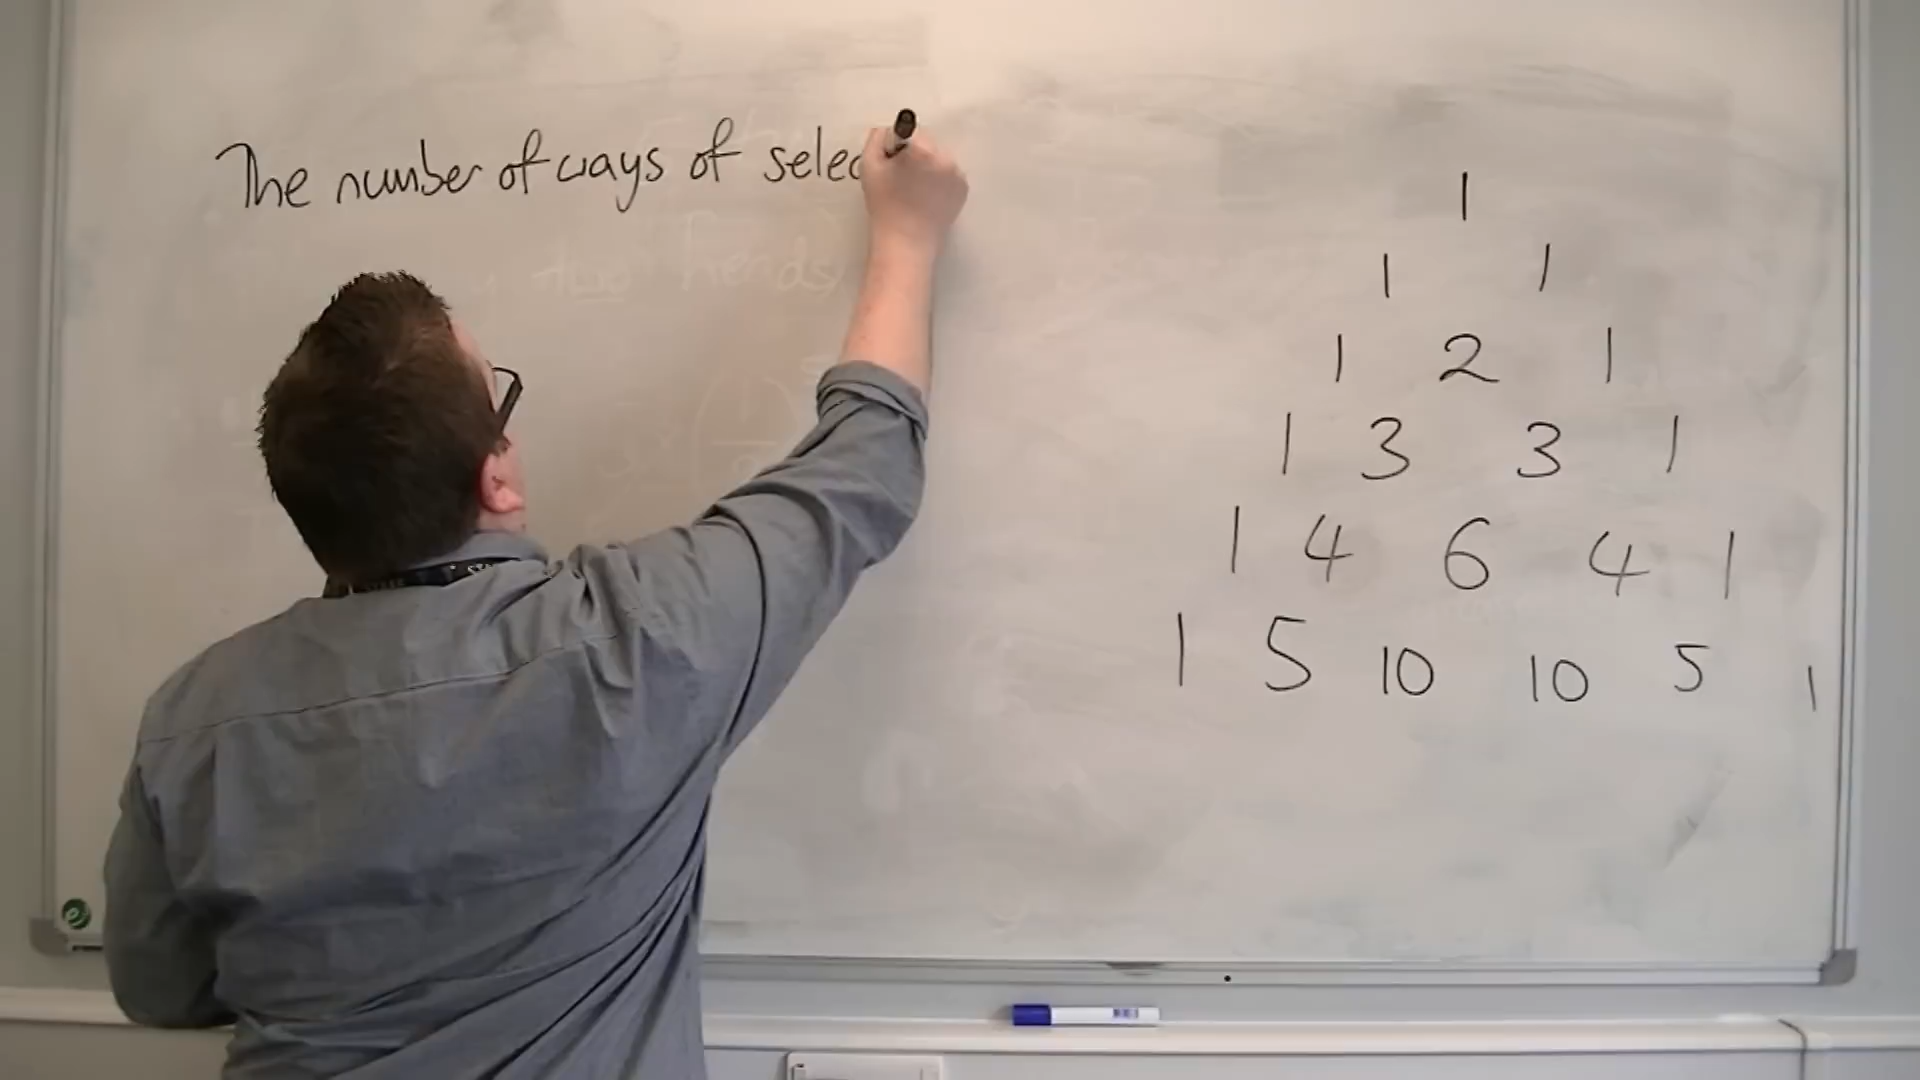 The number of ways of selec
1
1 1
1 2 1
1 3 3 1
1 4 6 4 1
1 5 10 10 5 1